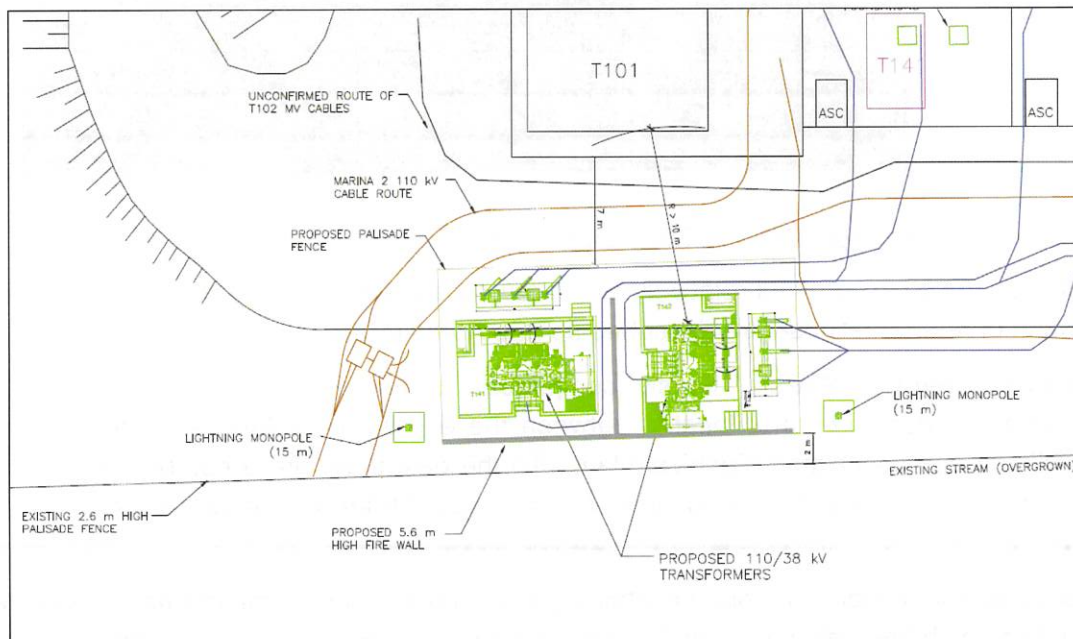 T101
T14
ASC
ASC
UNCONFIRMED ROUTE OF
T102 MV CABLES
MARINA 2 110 kV
CABLE ROUTE
7 m
R > 10 m
PROPOSED PALISADE
FENCE
T142
T141
LIGHTNING MONOPOLE
(15 m)
LIGHTNING MONOPOLE
(15 m)
2 m
EXISTING STREAM (OVERGROWN)
EXISTING 2.6 m HIGH
PALISADE FENCE
PROPOSED 5.6 m
HIGH FIRE WALL
PROPOSED 110/38 kV
TRANSFORMERS